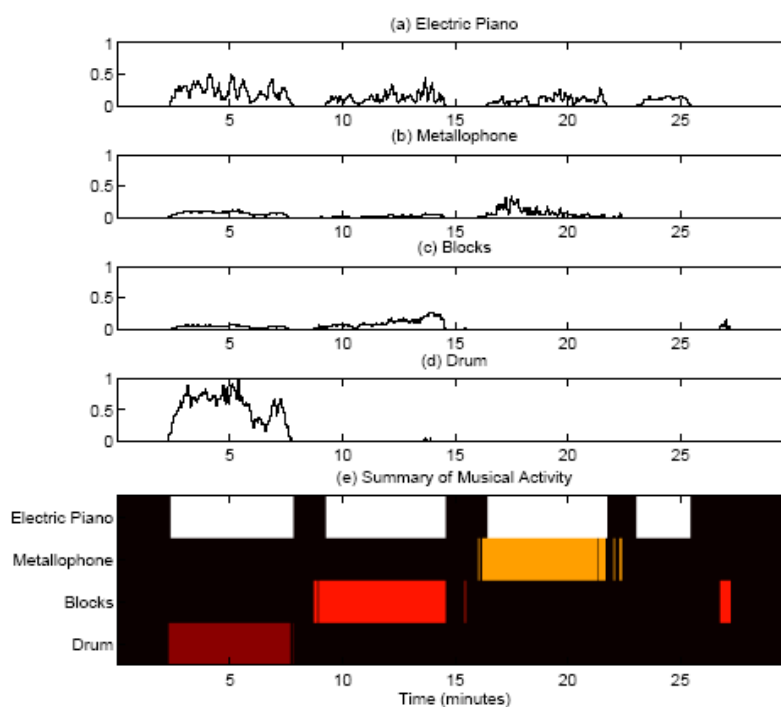 (a) Electric Piano
1
0.5
0
5 10 15 20 25
(b) Metallophone
1
0.5
0
5 10 15 20 25
(c) Blocks
1
0.5
0
5 10 15 20 25
(d) Drum
1
0.5
0
5 10 15 20 25
(e) Summary of Musical Activity
Electric Piano
Metallophone
Blocks
Drum
5 10 15 20 25
Time (minutes)